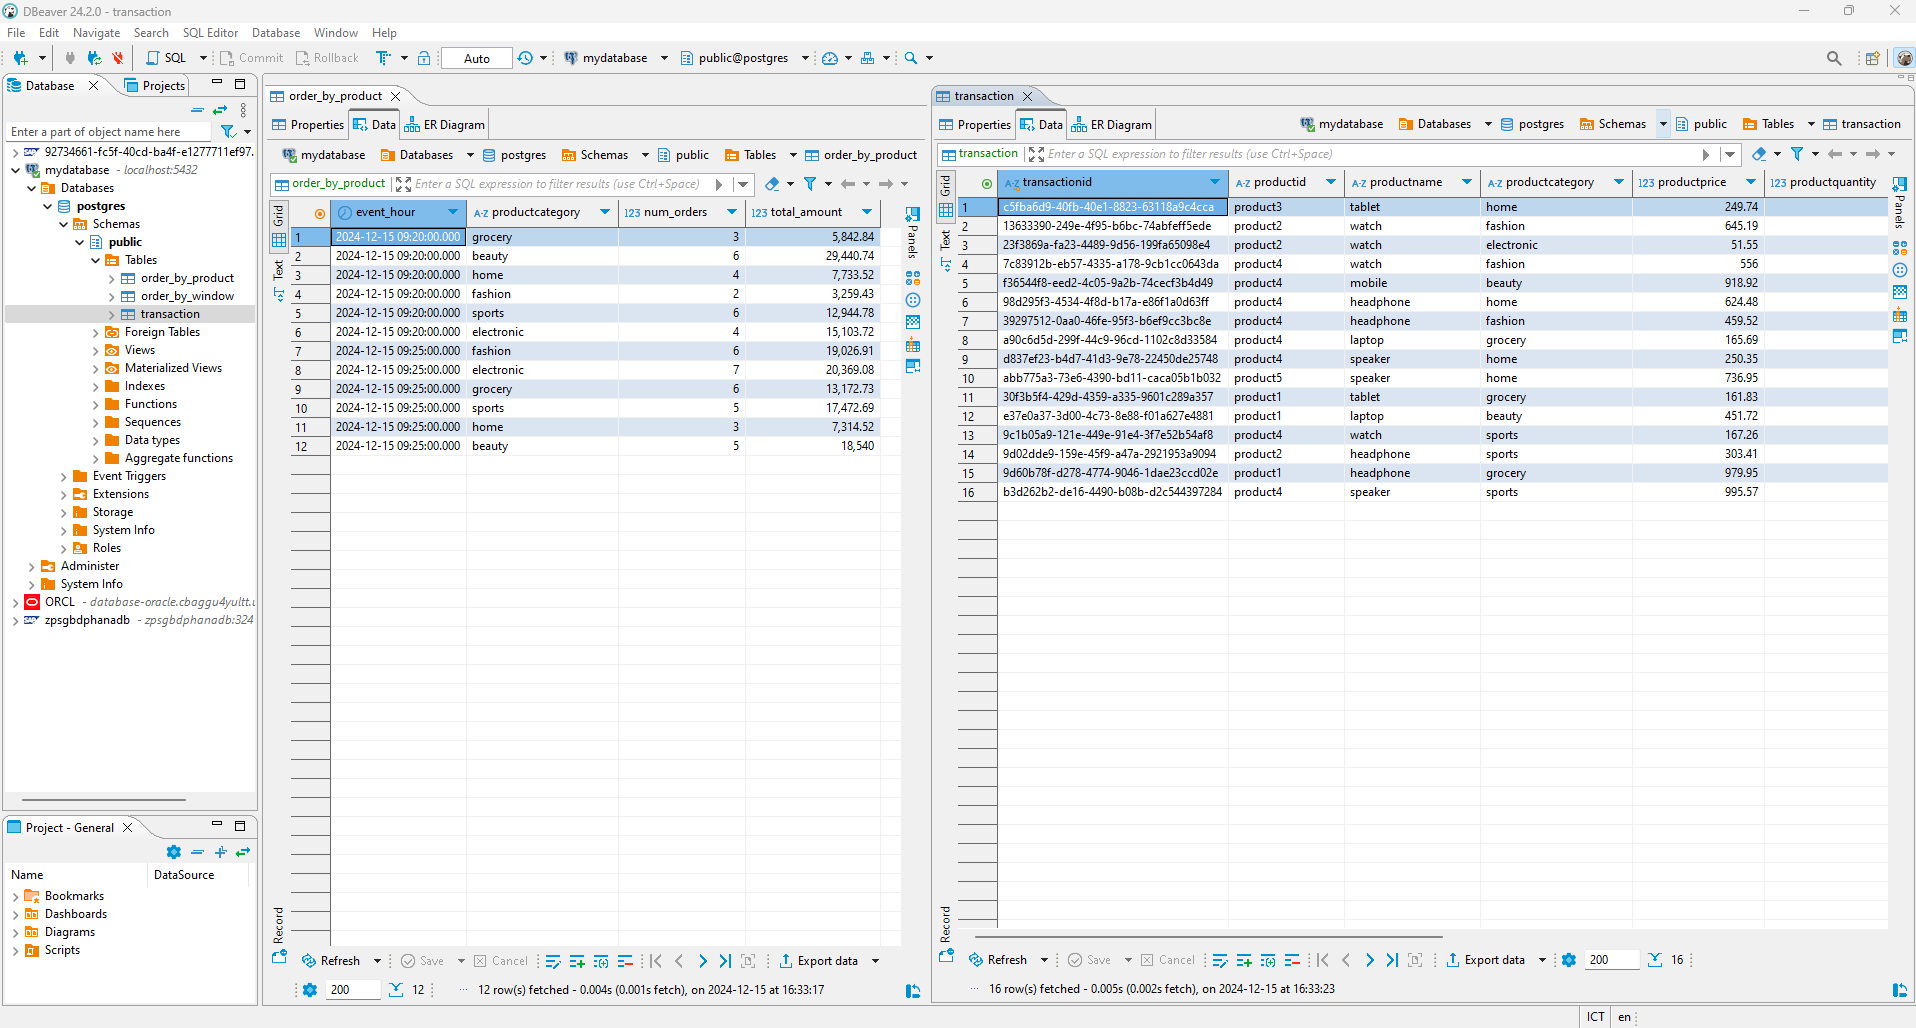 DBeaver 24.2.0 - transaction
File Edit Navigate Search SQL Editor Database Window Help
SQL Commit Rollback Auto mydatabase public@postgres
Database Projects
Enter a part of object name here
92734661-fc5f-40cd-ba4f-e1277711ef97.
mydatabase - localhost:5432
Databases
postgres
Schemas
public
Tables
order_by_product
order_by_window
transaction
Foreign Tables
Views
Materialized Views
Indexes
Functions
Sequences
Data types
Aggregate functions
Event Triggers
Extensions
Storage
System Info
Roles
Administer
System Info
ORCL - database-oracle.cbaggu4yultt.u
zpsgbdphanadb - zpsgbdphanadb:324
Project - General
Name DataSource
Bookmarks
Dashboards
Diagrams
Scripts
order_by_product
Properties Data ER Diagram
mydatabase Databases postgres Schemas public Tables order_by_product
order_by_product Enter a SQL expression to filter results (use Ctrl+Space)
Grid
Text
Record
Panels
event_hour A-Z productcategory 123 num_orders 123 total_amount
1 2024-12-15 09:20:00.000 grocery 3 5,842.84
2 2024-12-15 09:20:00.000 beauty 6 29,440.74
3 2024-12-15 09:20:00.000 home 4 7,733.52
4 2024-12-15 09:20:00.000 fashion 2 3,259.43
5 2024-12-15 09:20:00.000 sports 6 12,944.78
6 2024-12-15 09:20:00.000 electronic 4 15,103.72
7 2024-12-15 09:25:00.000 fashion 6 19,026.91
8 2024-12-15 09:25:00.000 electronic 7 20,369.08
9 2024-12-15 09:25:00.000 grocery 6 13,172.73
10 2024-12-15 09:25:00.000 sports 5 17,472.69
11 2024-12-15 09:25:00.000 home 3 7,314.52
12 2024-12-15 09:25:00.000 beauty 5 18,540
Refresh Save Cancel Export data
200 12 12 row(s) fetched - 0.004s (0.001s fetch), on 2024-12-15 at 16:33:17
transaction
Properties Data ER Diagram mydatabase Databases postgres Schemas public Tables transaction
transaction Enter a SQL expression to filter results (use Ctrl+Space)
Grid
Text
Record
Panels
A-Z transactionid A-Z productid A-Z productname A-Z productcategory 123 productprice 123 productquantity
1 c5fba6d9-40fb-40e1-8823-63118a9c4cca product3 tablet home 249.74
2 13633390-249e-4f95-b6bc-74abfeff5ede product2 watch fashion 645.19
3 23f3869a-fa23-4489-9d56-199fa65098e4 product2 watch electronic 51.55
4 7c83912b-eb57-4335-a178-9cb1cc0643da product4 watch fashion 556
5 f36544f8-eed2-4c05-9a2b-74cecf3b4d49 product4 mobile beauty 918.92
6 98d295f3-4534-4f8d-b17a-e86f1a0d63ff product4 headphone home 624.48
7 39297512-0aa0-46fe-95f3-b6ef9cc3bc8e product4 headphone fashion 459.52
8 a90c6d5d-299f-44c9-96cd-1102c8d33584 product4 laptop grocery 165.69
9 d837ef23-b4d7-41d3-9e78-22450de25748 product4 speaker home 250.35
10 abb775a3-73e6-4390-bd11-caca05b1b032 product5 speaker home 736.95
11 30f3b5f4-429d-4359-a335-9601c289a357 product1 tablet grocery 161.83
12 e37e0a37-3d00-4c73-8e88-f01a627e4881 product1 laptop beauty 451.72
13 9c1b05a9-121e-449e-91e4-3f7e52b54af8 product4 watch sports 167.26
14 9d02dde9-159e-45f9-a47a-2921953a9094 product2 headphone sports 303.41
15 9d60b78f-d278-4774-9046-1dae23ccd02e product1 headphone grocery 979.95
16 b3d262b2-de16-4490-b08b-d2c544397284 product4 speaker sports 995.57
Refresh Save Cancel Export data 200 16
16 row(s) fetched - 0.005s (0.002s fetch), on 2024-12-15 at 16:33:23
ICT en